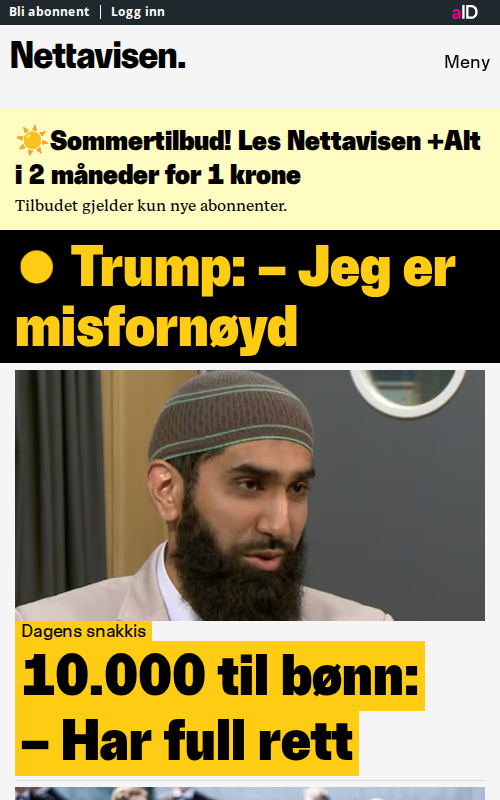 Bli abonnent
Logg inn
aID
Nettavisen.
Meny
☀️Sommertilbud! Les Nettavisen +Alt
i 2 måneder for 1 krone
Tilbudet gjelder kun nye abonnenter.
Trump: – Jeg er
misfornøyd
Dagens snakkis
10.000 til bønn:
– Har full rett